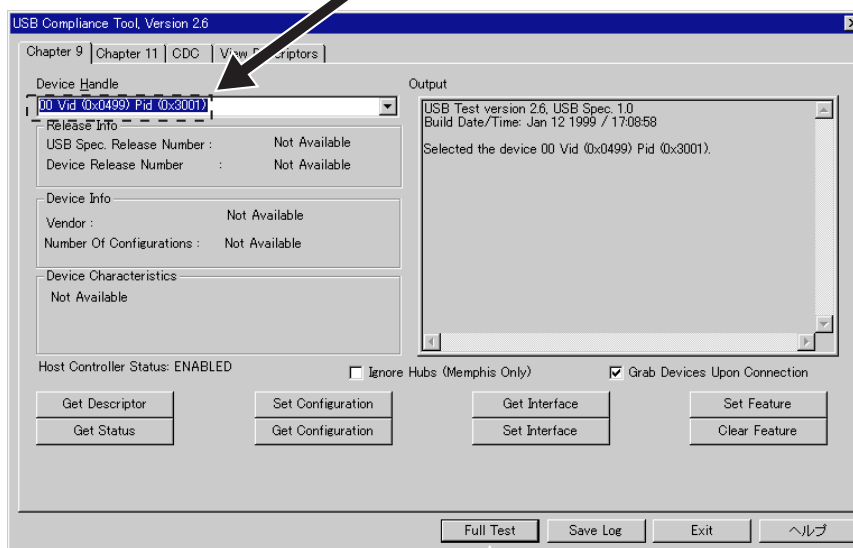 USB Compliance Tool, Version 2.6
Chapter 9 Chapter 11 CDC View Descriptors
Device Handle
00 Vid (0x0499) Pid (0x3001)
Release Info
USB Spec. Release Number : Not Available
Device Release Number : Not Available
Device Info
Vendor : Not Available
Number Of Configurations : Not Available
Device Characteristics
Not Available
Output
USB Test version 2.6, USB Spec. 1.0
Build Date/Time: Jan 12 1999 / 17:08:58
Selected the device 00 Vid (0x0499) Pid (0x3001).
Host Controller Status: ENABLED
Ignore Hubs (Memphis Only) Grab Devices Upon Connection
Get Descriptor Set Configuration Get Interface Set Feature
Get Status Get Configuration Set Interface Clear Feature
Full Test Save Log Exit ヘルプ